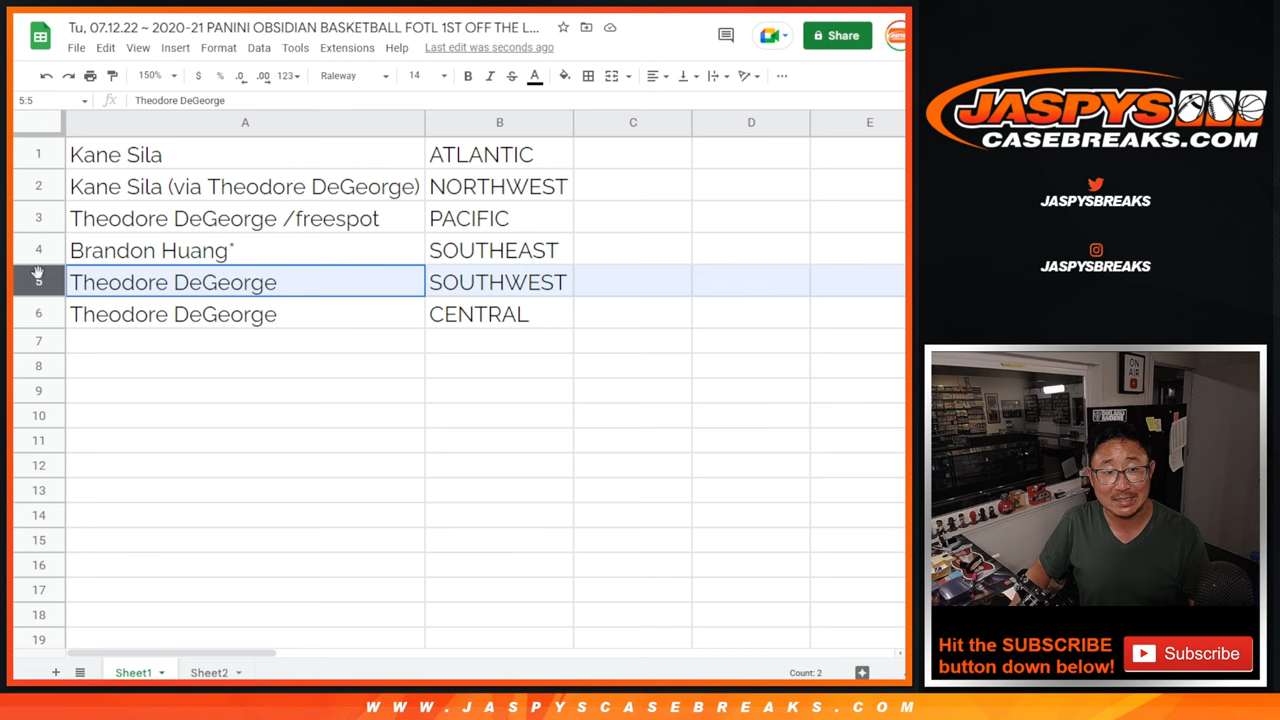 Tu, 07.12.22 ~ 2020-21 PANINI OBSIDIAN BASKETBALL FOTL 1ST OFF THE L...
File Edit View Insert Format Data Tools Extensions Help Last edit was seconds ago
Share
150% $ % .0 .00 123 Raleway 14 B I S A
5:5 fx Theodore DeGeorge
A B C D E
1 Kane Sila ATLANTIC
2 Kane Sila (via Theodore DeGeorge) NORTHWEST
3 Theodore DeGeorge /freespot PACIFIC
4 Brandon Huang* SOUTHEAST
5 Theodore DeGeorge SOUTHWEST
6 Theodore DeGeorge CENTRAL
7
8
9
10
11
12
13
14
15
16
17
18
19
Sheet1 Sheet2 Count: 2
JASPYS
CASEBREAKS.COM
JASPYSBREAKS
JASPYSBREAKS
ON AIR
Hit the SUBSCRIBE
button down below!
Subscribe
WWW.JASPYSCASEBREAKS.COM